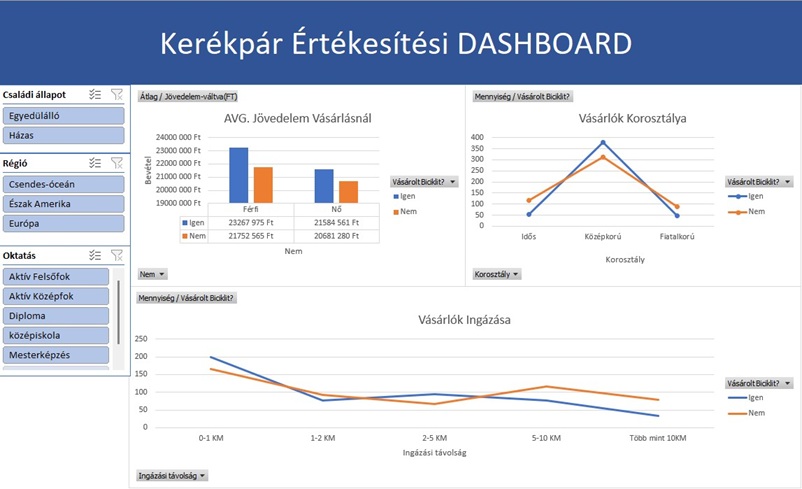 Kerékpár Értékesítési DASHBOARD
Családi állapot
Egyedülálló
Házas
Régió
Csendes-óceán
Észak Amerika
Európa
Oktatás
Aktív Felsőfok
Aktív Középfok
Diploma
középiskola
Mesterképzés
Átlag / Jövedelem-váltva(FT)
AVG. Jövedelem Vásárlásnál
Bevétel
24000 000 Ft
23000 000 Ft
22000 000 Ft
21000 000 Ft
20000 000 Ft
19000 000 Ft
Férfi Nő
Igen 23267 975 Ft 21584 561 Ft
Nem 21752 565 Ft 20681 280 Ft
Nem
Vásárolt Biciklit?
Igen
Nem
Nem
Mennyiség / Vásárolt Biciklit?
Vásárlók Korosztálya
400
350
300
250
200
150
100
50
0
Idős Középkorú Fiatalkorú
Korosztály
Vásárolt Biciklit?
Igen
Nem
Korosztály
Mennyiség / Vásárolt Biciklit?
Vásárlók Ingázása
250
200
150
100
50
0
0-1 KM 1-2 KM 2-5 KM 5-10 KM Több mint 10KM
Ingázási távolság
Vásárolt Biciklit?
Igen
Nem
Ingázási távolság